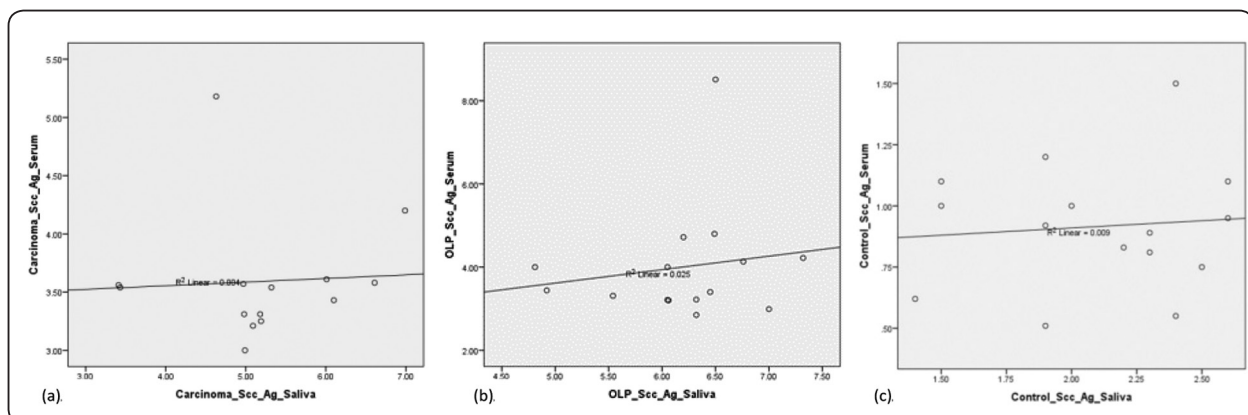 5.50
5.00
4.50
4.00
3.50
3.00
Carcinoma_Scc_Ag_Serum
R2 Linear = 0.004
3.00 4.00 5.00 6.00 7.00
(a). Carcinoma_Scc_Ag_Saliva
8.00
6.00
4.00
2.00
OLP_Scc_Ag_Serum
R2 Linear = 0.025
4.50 5.00 5.50 6.00 6.50 7.00 7.50
(b). OLP_Scc_Ag_Saliva
1.50
1.25
1.00
.75
.50
Control_Scc_Ag_Serum
R2 Linear = 0.009
1.50 1.75 2.00 2.25 2.50
(c). Control_Scc_Ag_Saliva